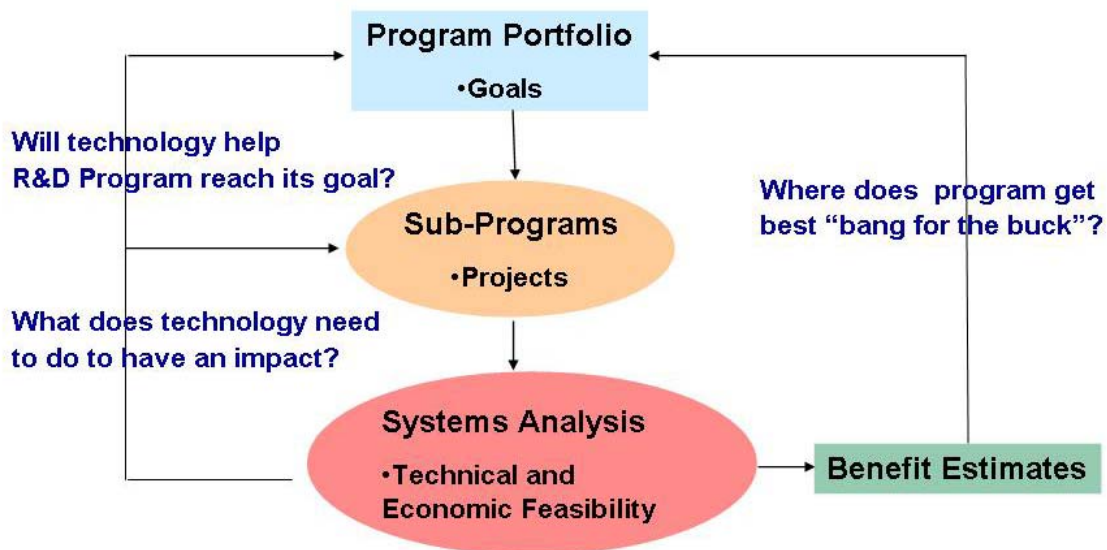 Program Portfolio
•Goals
Will technology help
R&D Program reach its goal?
Where does program get
best “bang for the buck”?
Sub-Programs
•Projects
What does technology need
to do to have an impact?
Systems Analysis
•Technical and
Economic Feasibility
Benefit Estimates